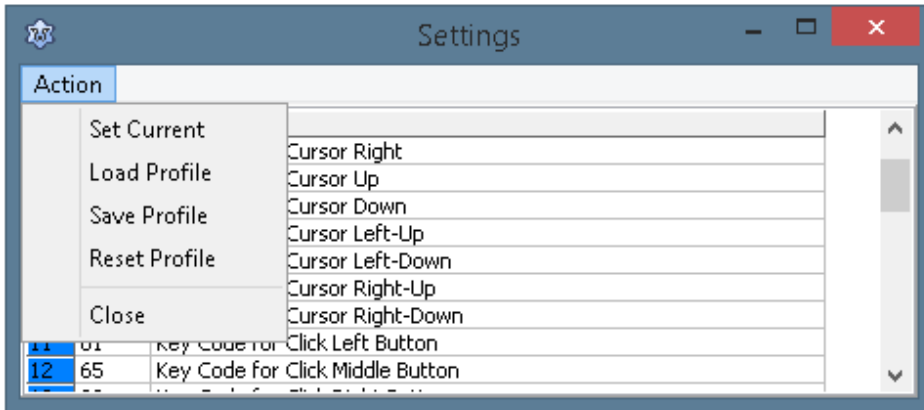 Settings
Action
Set Current
Load Profile
Save Profile
Reset Profile
Close
Cursor Right
Cursor Up
Cursor Down
Cursor Left-Up
Cursor Left-Down
Cursor Right-Up
Cursor Right-Down
11 61 Key Code for Click Left Button
12 65 Key Code for Click Middle Button